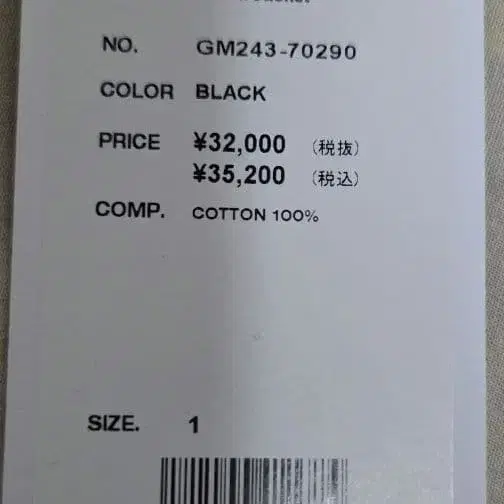 NO. GM243-70290
COLOR BLACK
PRICE ¥32,000 (税抜)
¥35,200 (税込)
COMP. COTTON 100%
SIZE. 1